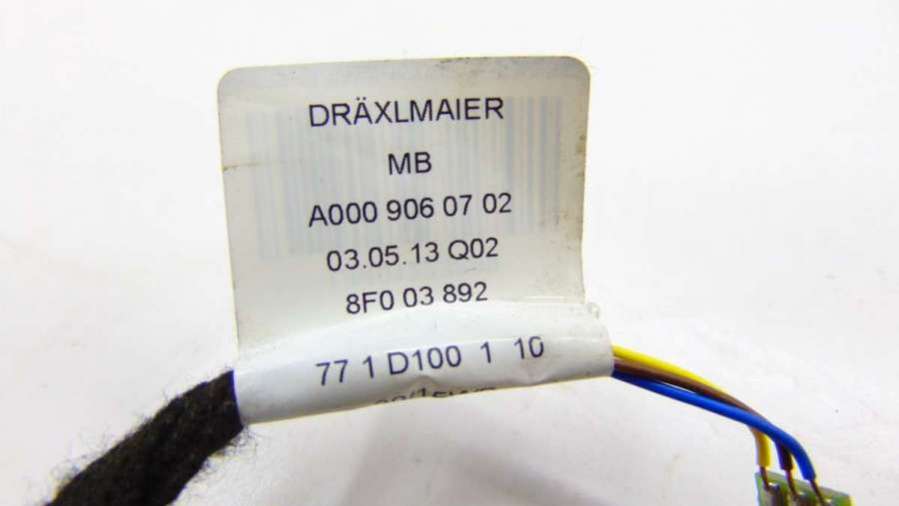 DRÄXLMAIER
MB
A000 906 07 02
03.05.13 Q02
8F0 03 892
77 1 D100 1 10